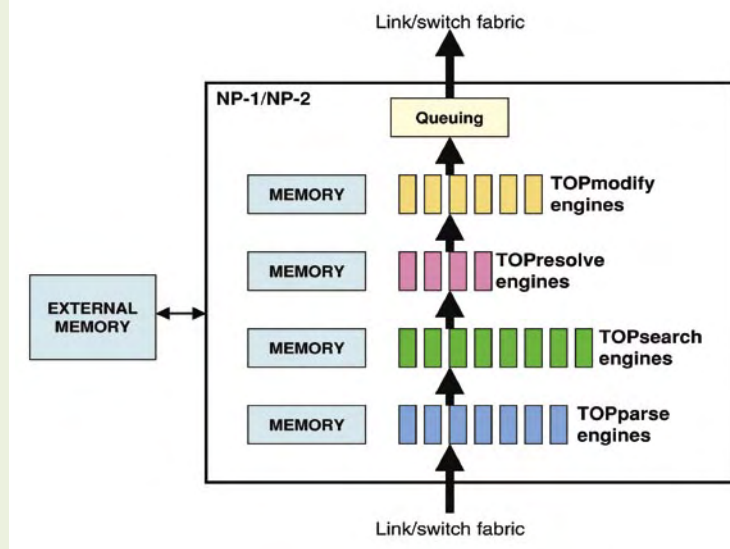 Link/switch fabric
NP-1/NP-2
Queuing
MEMORY
TOPmodify
engines
MEMORY
TOPresolve
engines
EXTERNAL
MEMORY
MEMORY
TOPsearch
engines
MEMORY
TOPparse
engines
Link/switch fabric